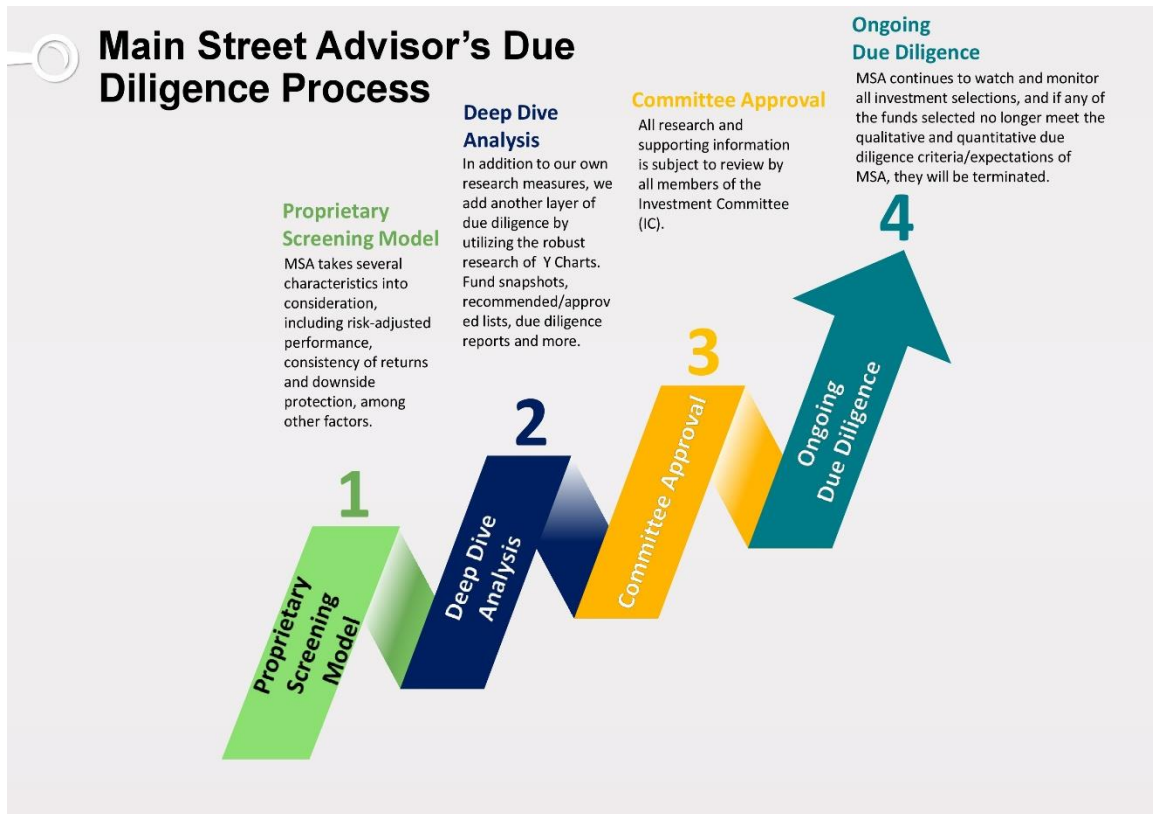 Main Street Advisor's Due
Diligence Process
Proprietary
Screening Model
MSA takes several
characteristics into
consideration,
including risk-adjusted
performance,
consistency of returns
and downside
protection, among
other factors.
Deep Dive
Analysis
In addition to our own
research measures, we
add another layer of
due diligence by
utilizing the robust
research of  Y Charts.
Fund snapshots,
recommended/approv
ed lists, due diligence
reports and more.
Committee Approval
All research and
supporting information
is subject to review by
all members of the
Investment Committee
(IC).
Ongoing
Due Diligence
MSA continues to watch and monitor
all investment selections, and if any of
the funds selected no longer meet the
qualitative and quantitative due
diligence criteria/expectations of
MSA, they will be terminated.
1
Proprietary
Screening
Model
2
Deep Dive
Analysis
3
Committee Approval
4
Ongoing
Due Diligence